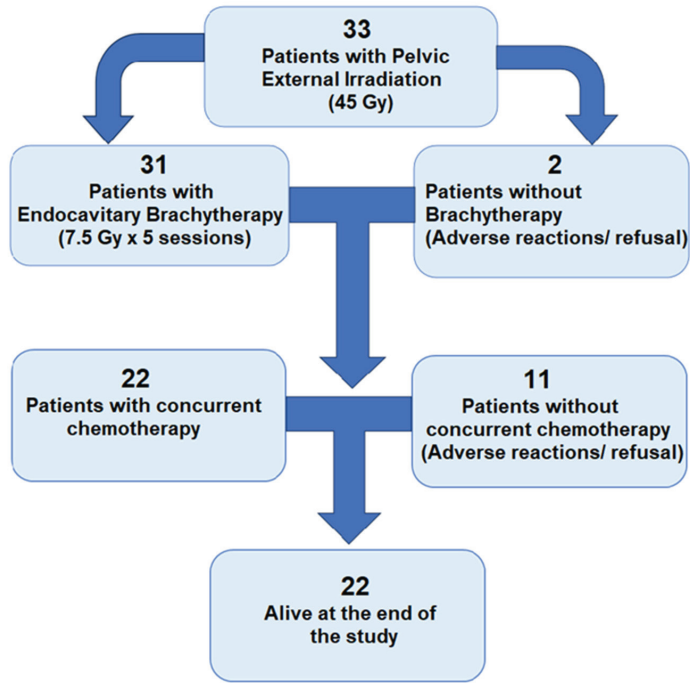 33
Patients with Pelvic
External Irradiation
(45 Gy)
31
Patients with
Endocavitary Brachytherapy
(7.5 Gy x 5 sessions)
2
Patients without
Brachytherapy
(Adverse reactions/ refusal)
22
Patients with concurrent
chemotherapy
11
Patients without
concurrent chemotherapy
(Adverse reactions/ refusal)
22
Alive at the end of
the study